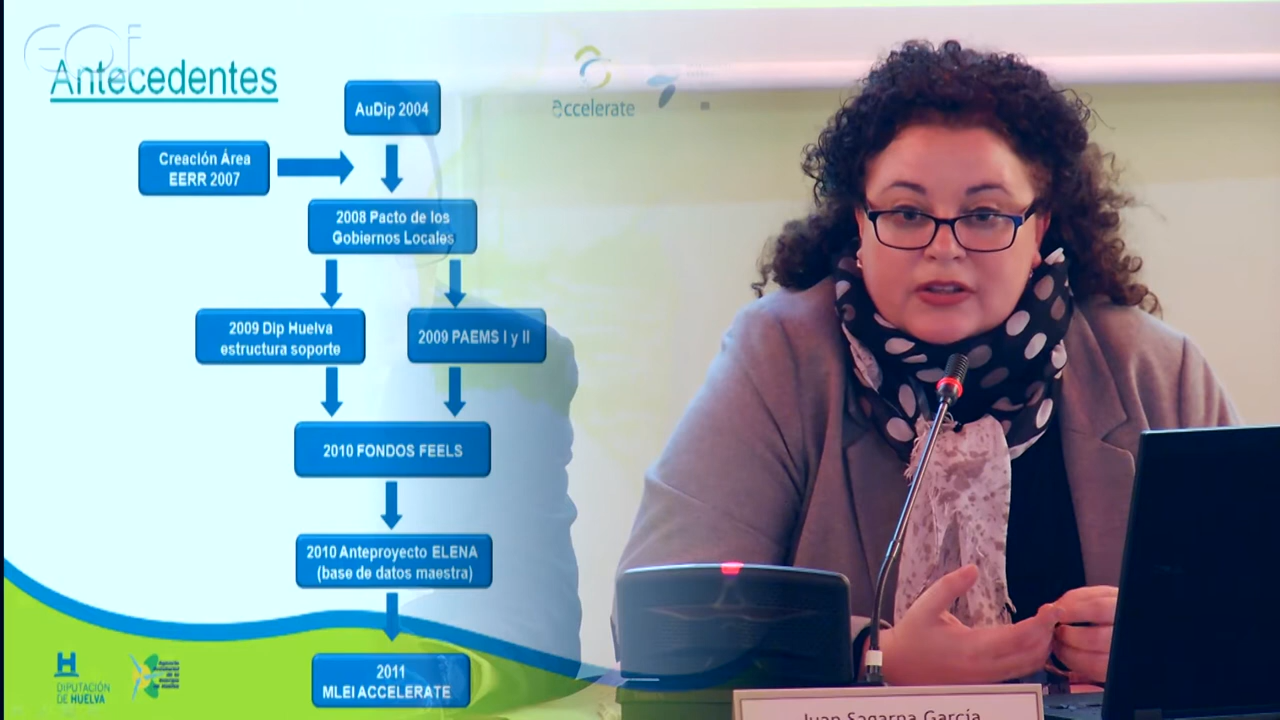 eoi
Antecedentes
accelerate
AuDip 2004
Creación Área
EERR 2007
2008 Pacto de los
Gobiernos Locales
2009 Dip Huelva
estructura soporte
2009 PAEMS I y II
2010 FONDOS FEELS
2010 Anteproyecto ELENA
(base de datos maestra)
2011
MLEI ACCELERATE
DIPUTACIÓN
DE HUELVA
Juan Sagarna García